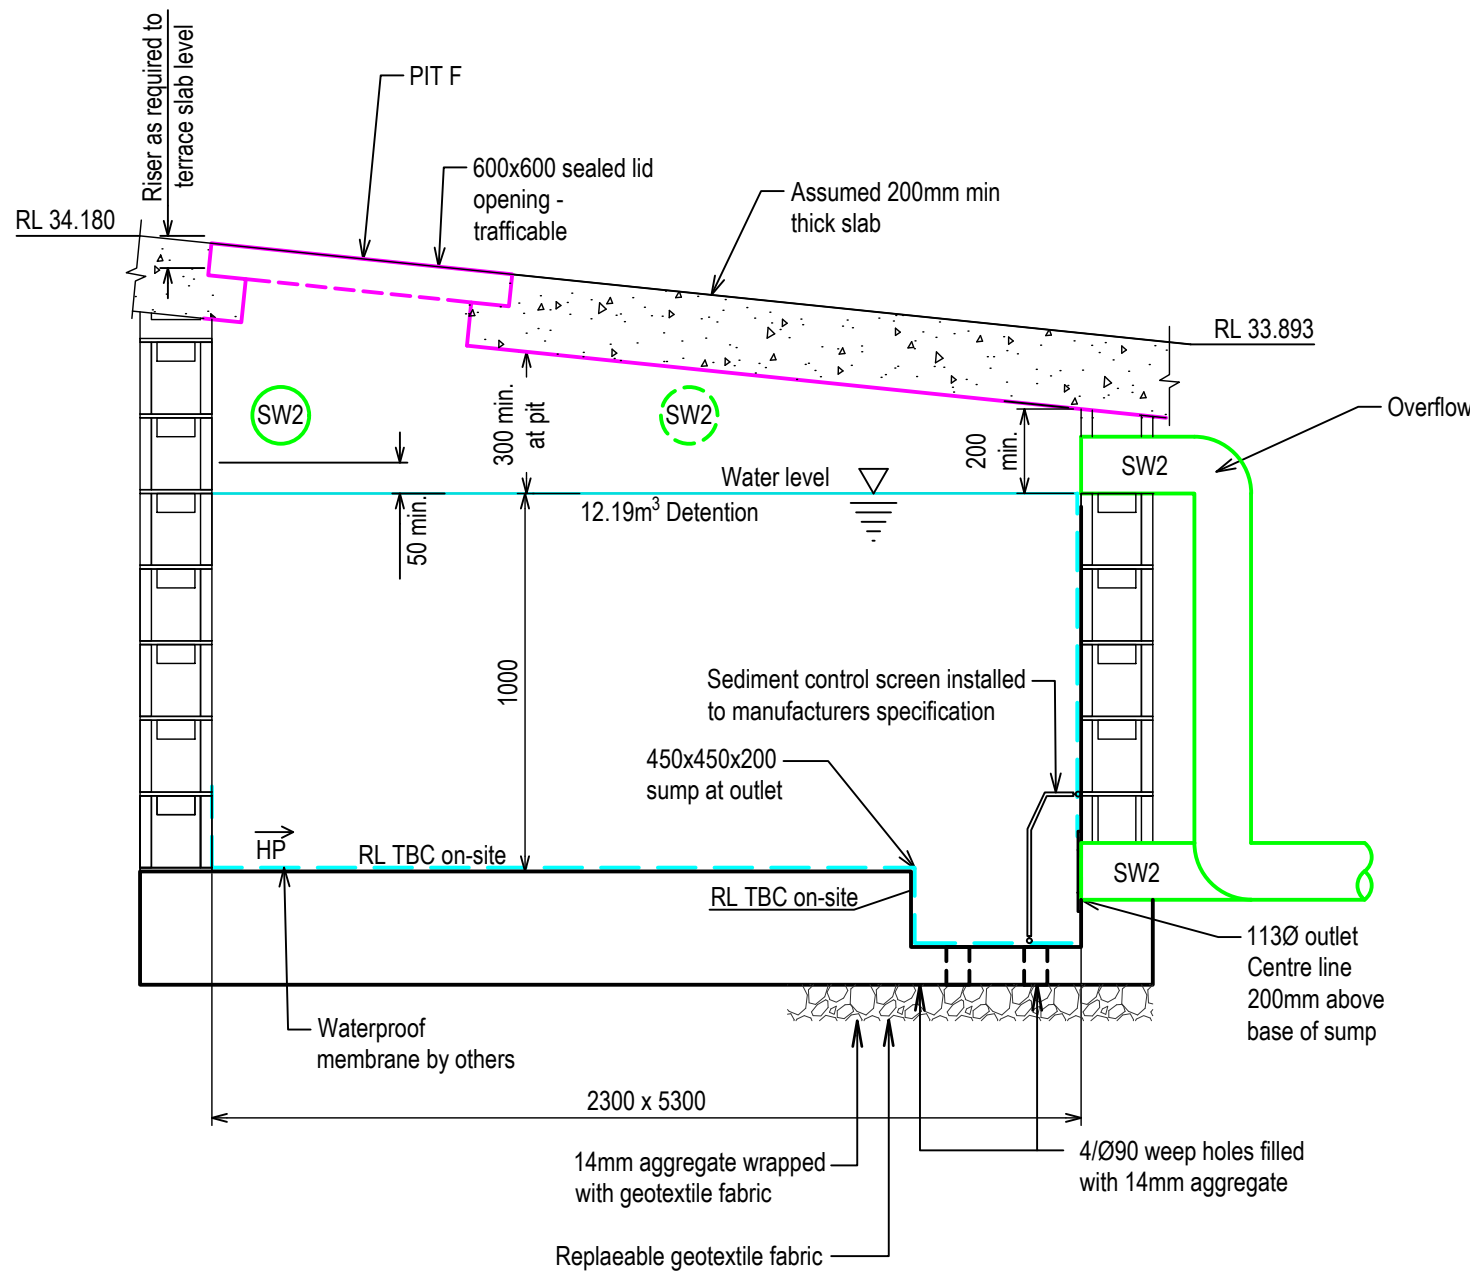 Riser as required to
terrace slab level
PIT F
600x600 sealed lid
opening -
trafficable
Assumed 200mm min
thick slab
RL 34.180
RL 33.893
Overflow
SW2
SW2
300 min.
at pit
200
min.
SW2
Water level
12.19m³ Detention
50 min.
1000
Sediment control screen installed
to manufacturers specification
450x450x200
sump at outlet
HP
RL TBC on-site
RL TBC on-site
SW2
113Ø outlet
Centre line
200mm above
base of sump
Waterproof
membrane by others
2300 x 5300
14mm aggregate wrapped
with geotextile fabric
4/Ø90 weep holes filled
with 14mm aggregate
Replaeable geotextile fabric